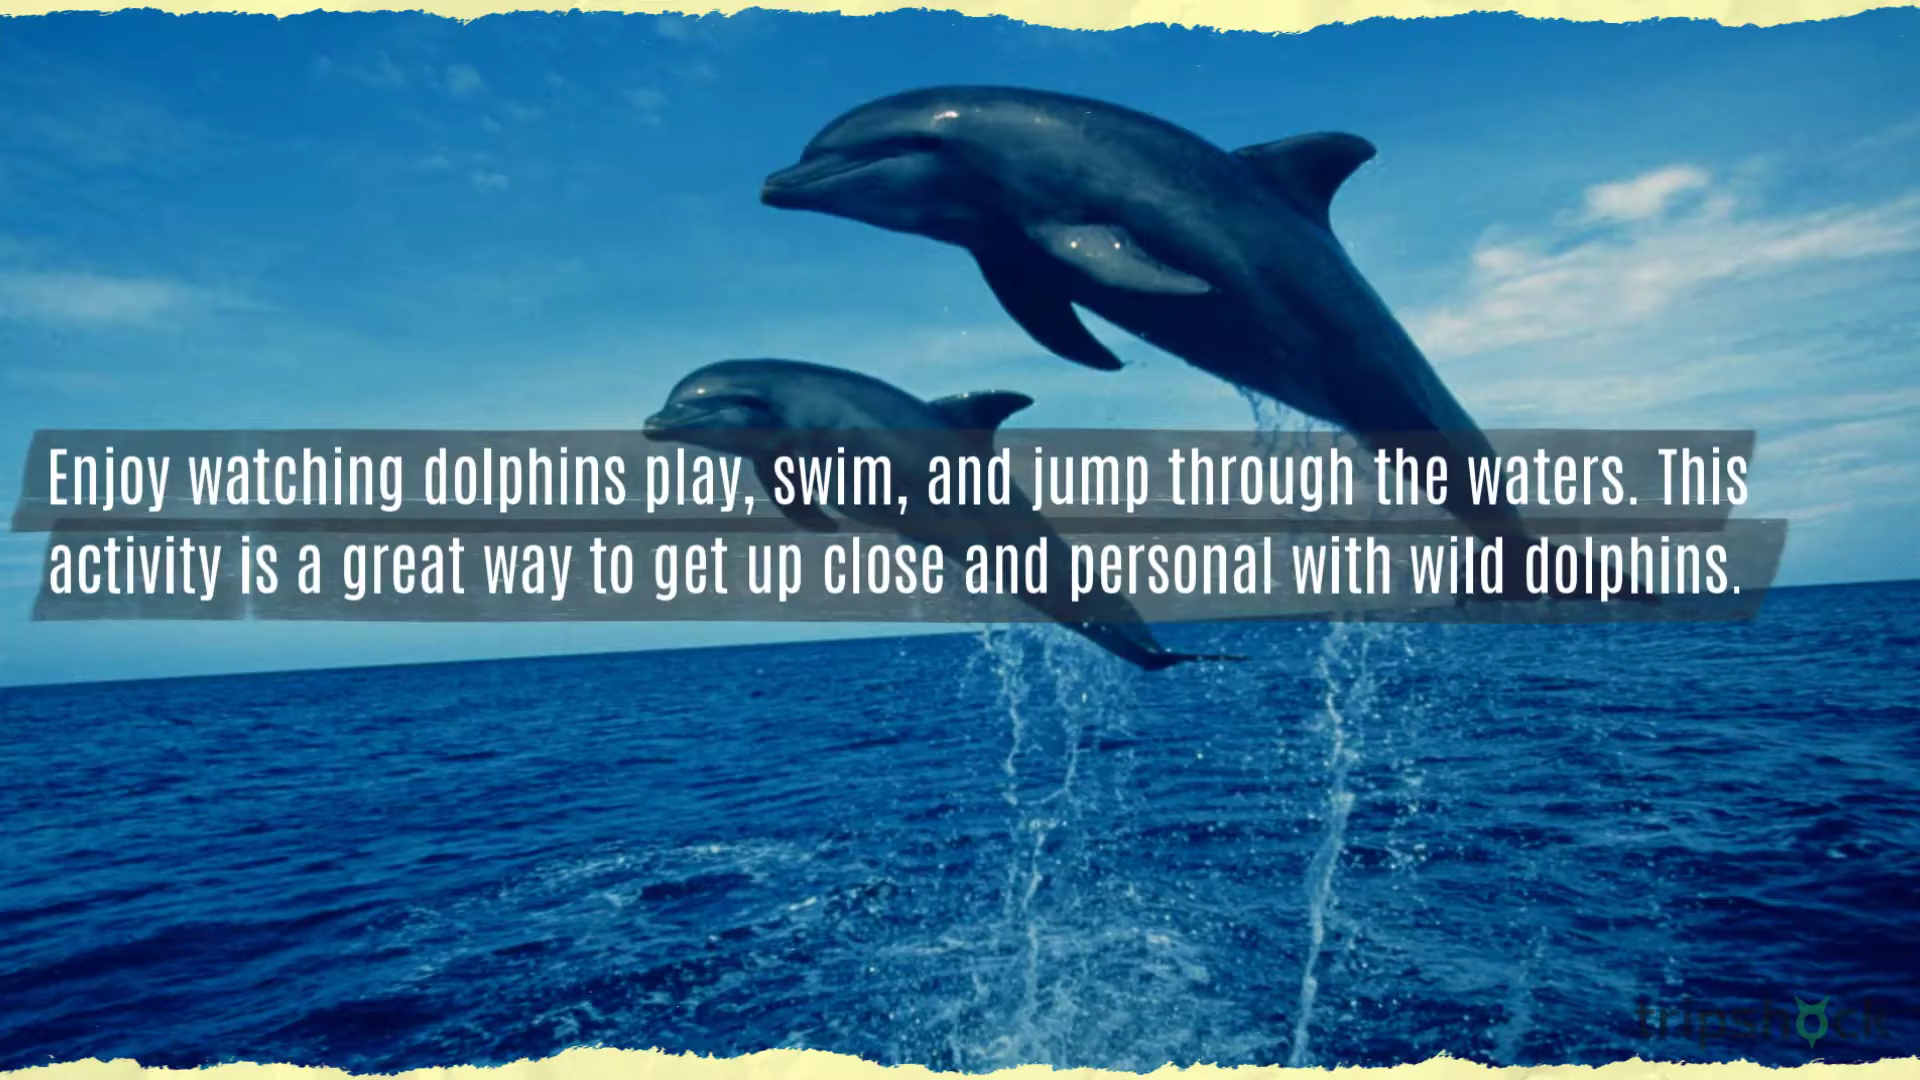 Enjoy watching dolphins play, swim, and jump through the waters. This
activity is a great way to get up close and personal with wild dolphins.
tripshock